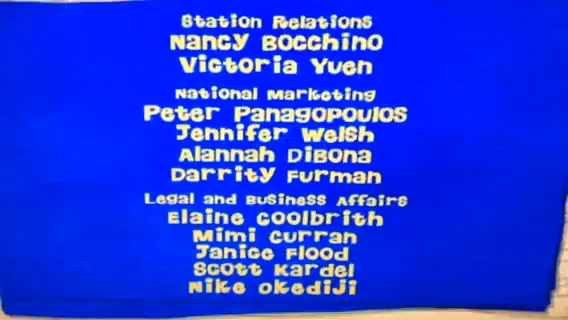 Station Relations
Nancy Bocchino
Victoria Yuen
National Marketing
Peter Panagopoulos
Jennifer Welsh
Alannah DiBona
Darrity Furman
Legal and Business Affairs
Elaine Coolbrith
Mimi Curran
Janice Flood
Scott Kardel
Nike Okediji